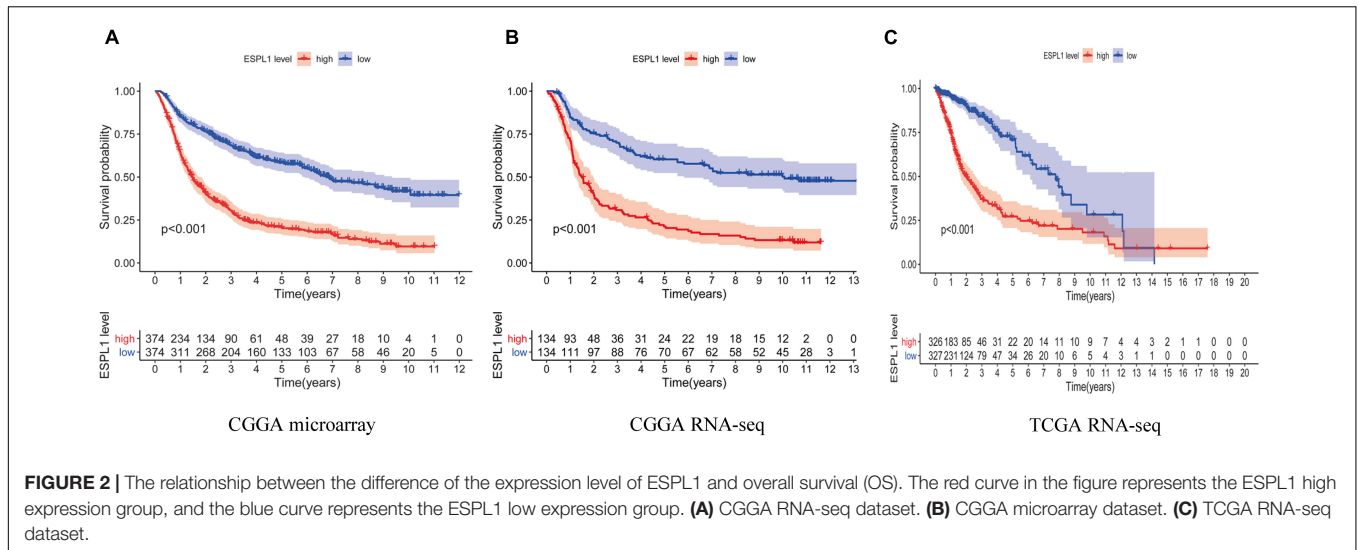 A
ESPL1 level high low
Survival probability
1.00
0.75
0.50
0.25
0.00
p<0.001
0 1 2 3 4 5 6 7 8 9 10 11 12
Time(years)
ESPL1 level
high 374 234 134 90 61 48 39 27 18 10 4 1 0
low 374 311 268 204 160 133 103 67 58 46 20 5 0
0 1 2 3 4 5 6 7 8 9 10 11 12
Time(years)
CGGA microarray
B
ESPL1 level high low
Survival probability
1.00
0.75
0.50
0.25
0.00
p<0.001
0 1 2 3 4 5 6 7 8 9 10 11 12 13
Time(years)
ESPL1 level
high 134 93 48 36 31 24 22 19 18 15 12 2 0 0
low 134 111 97 88 76 70 67 62 58 52 45 28 3 1
0 1 2 3 4 5 6 7 8 9 10 11 12 13
Time(years)
CGGA RNA-seq
C
ESPL1 level high low
Survival probability
1.00
0.75
0.50
0.25
0.00
p<0.001
0 1 2 3 4 5 6 7 8 9 10 11 12 13 14 15 16 17 18 19 20
Time(years)
ESPL1 level
high 326 183 85 46 31 22 20 14 11 10 9 7 4 4 3 2 1 1 0 0 0
low 327 231 124 79 47 34 26 20 10 6 5 4 3 1 1 0 0 0 0 0 0
0 1 2 3 4 5 6 7 8 9 10 11 12 13 14 15 16 17 18 19 20
Time(years)
TCGA RNA-seq
FIGURE 2 | The relationship between the difference of the expression level of ESPL1 and overall survival (OS). The red curve in the figure represents the ESPL1 high
expression group, and the blue curve represents the ESPL1 low expression group. (A) CGGA RNA-seq dataset. (B) CGGA microarray dataset. (C) TCGA RNA-seq
dataset.